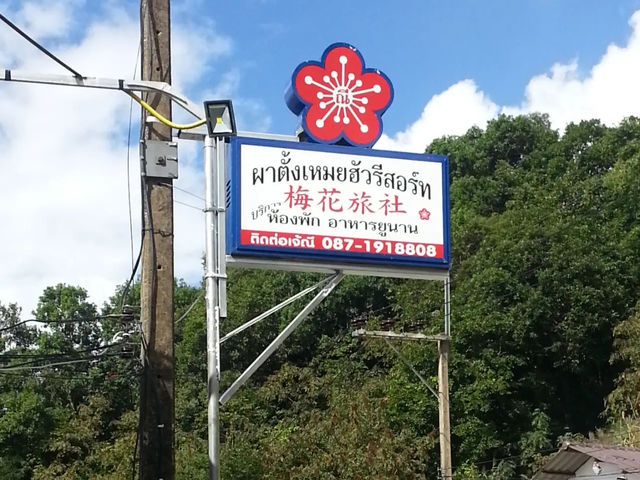 ณี
ผาตั้งเหมยฮัวรีสอร์ท
梅花旅社
บริการ
ห้องพัก อาหารยูนาน
ติดต่อเจ๊ณี 087-1918808